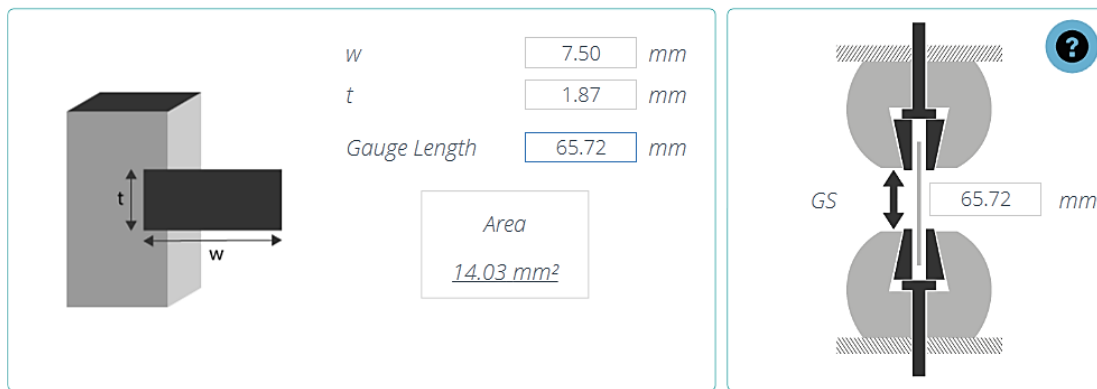 w 7.50 mm
t 1.87 mm
Gauge Length 65.72 mm
t
w
Area
14.03 mm²
?
GS 65.72 mm